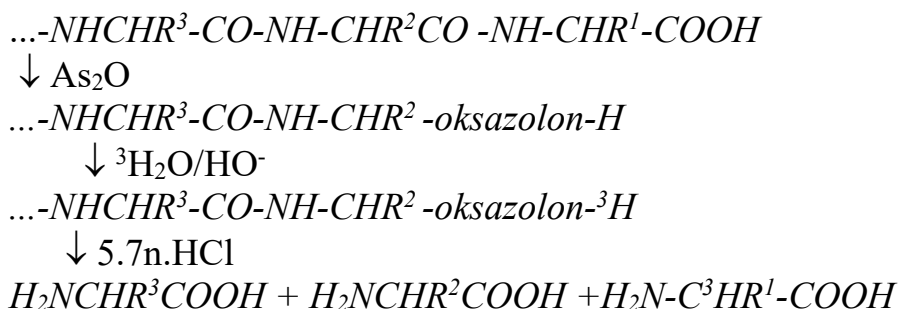 ...-NHCHR³-CO-NH-CHR²CO -NH-CHR¹-COOH
↓ As₂O
...-NHCHR³-CO-NH-CHR² -oksazolon-H
↓ ³H₂O/HO⁻
...-NHCHR³-CO-NH-CHR² -oksazolon-³H
↓ 5.7n.HCl
H₂NCHR³COOH + H₂NCHR²COOH +H₂N-C³HR¹-COOH